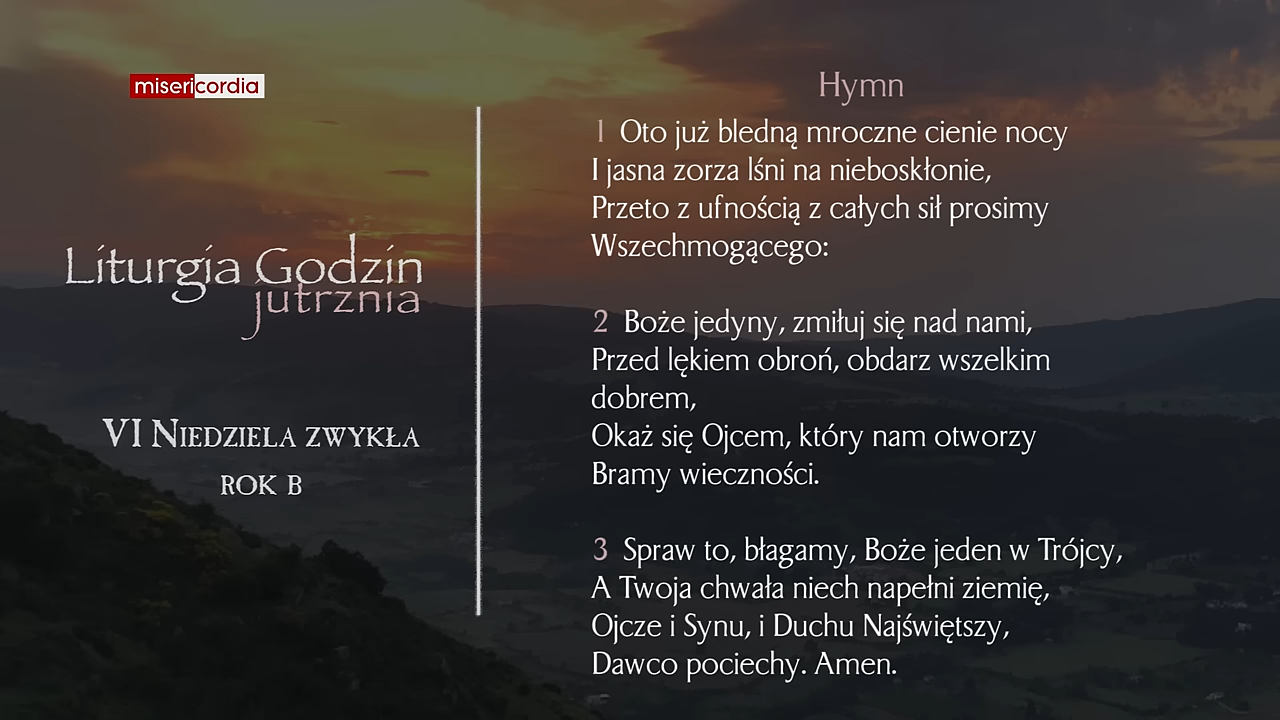 misericordia
Liturgia Godzin
jutrznia
VI Niedziela zwykła
rok B
Hymn
1 Oto już bledną mroczne cienie nocy
I jasna zorza lśni na nieboskłonie,
Przeto z ufnością z całych sił prosimy
Wszechmogącego:
2 Boże jedyny, zmiłuj się nad nami,
Przed lękiem obroń, obdarz wszelkim
dobrem,
Okaż się Ojcem, który nam otworzy
Bramy wieczności.
3 Spraw to, błagamy, Boże jeden w Trójcy,
A Twoja chwała niech napełni ziemię,
Ojcze i Synu, i Duchu Najświętszy,
Dawco pociechy. Amen.